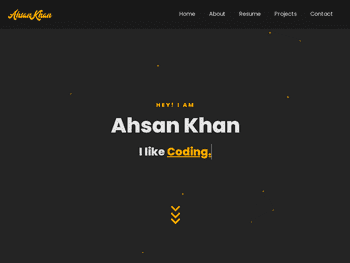 Ahsan Khan
Home About Resume Projects Contact
HEY! I AM
Ahsan Khan
I like Coding.